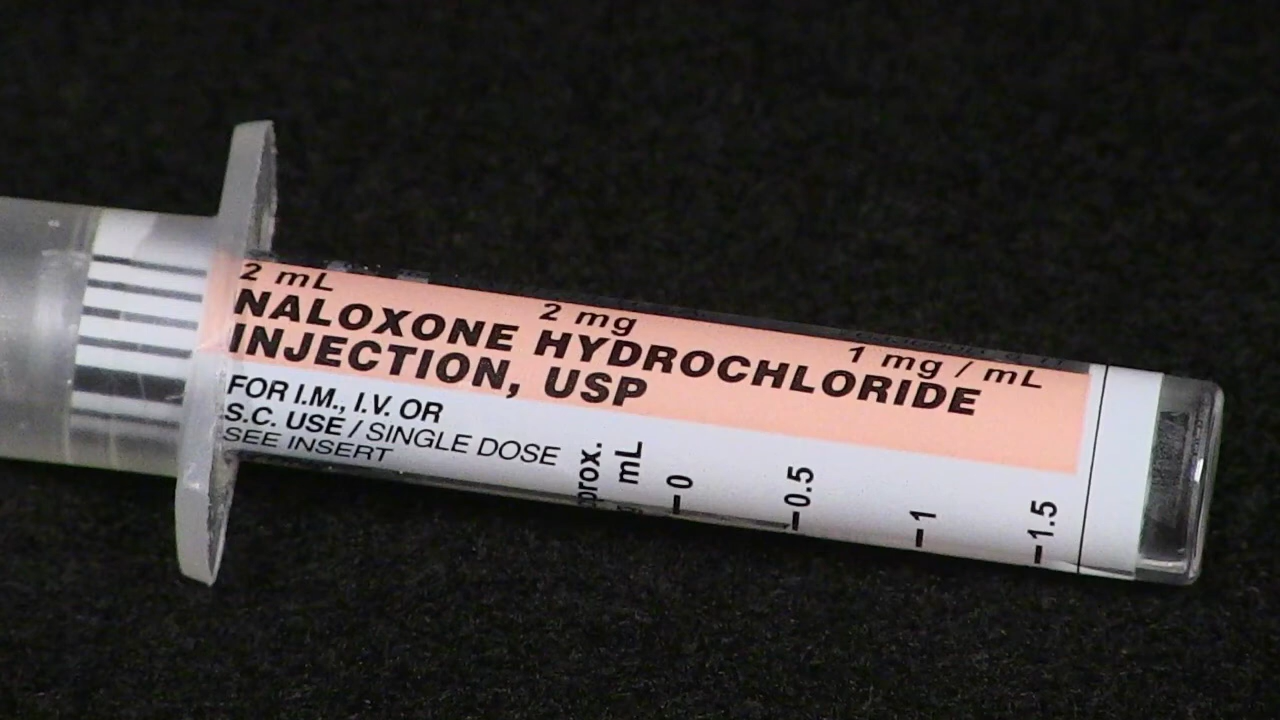 2 mL 2 mg 1 mg / mL
NALOXONE HYDROCHLORIDE
INJECTION, USP
FOR I.M., I.V. OR
S.C. USE / SINGLE DOSE
SEE INSERT
mL
0
0.5
1
1.5